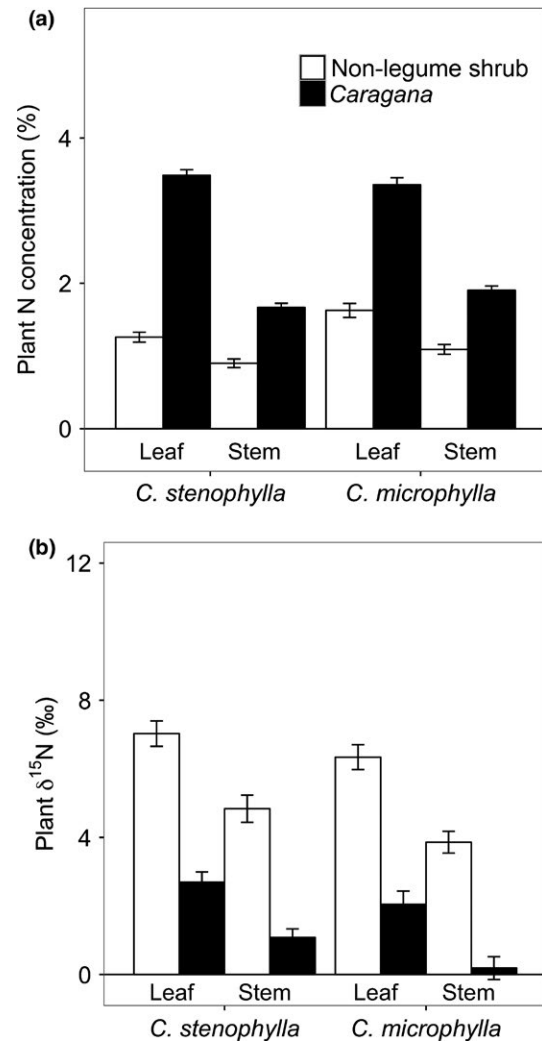 (a)
Non-legume shrub
Caragana
Plant N concentration (%)
4
2
0
Leaf Stem Leaf Stem
C. stenophylla C. microphylla
(b)
Plant δ¹⁵N (‰)
12
8
4
0
Leaf Stem Leaf Stem
C. stenophylla C. microphylla